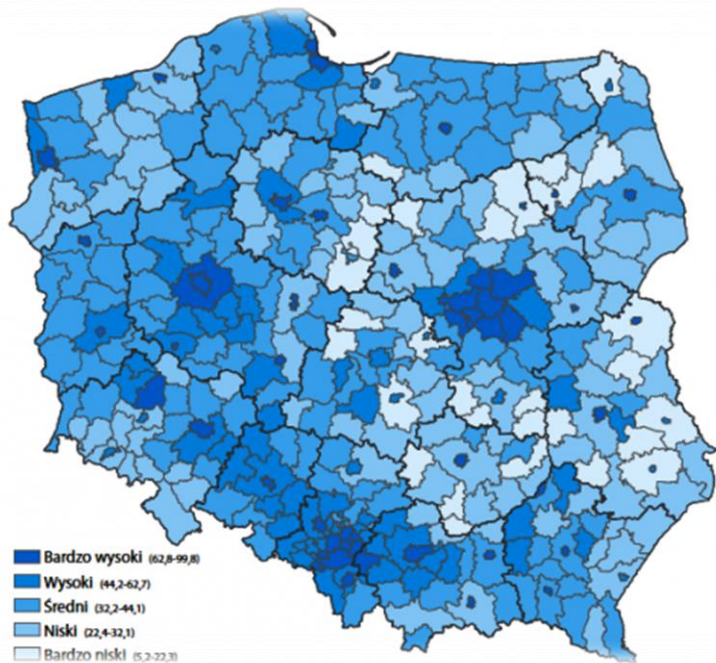 Bardzo wysoki (62,8-99,8)
Wysoki (44,2-62,7)
Średni (32,2-44,1)
Niski (22,4-32,1)
Bardzo niski (5,2-22,3)